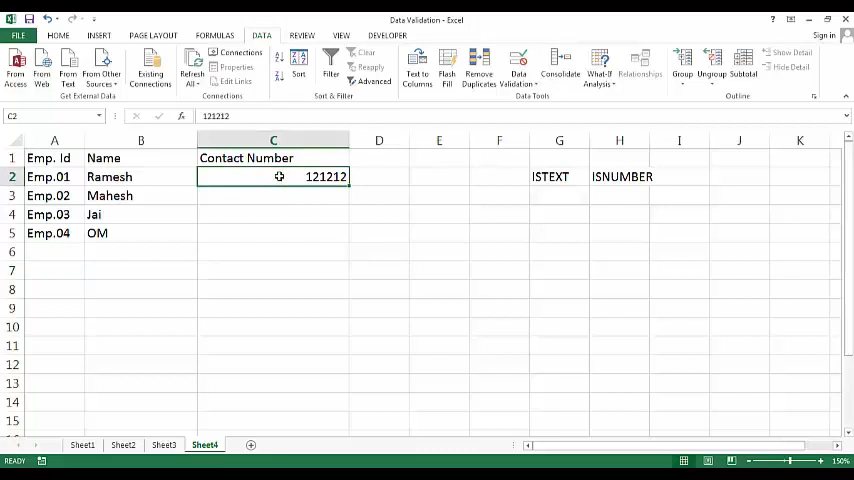 Data Validation - Excel
Sign in
FILE HOME INSERT PAGE LAYOUT FORMULAS DATA REVIEW VIEW DEVELOPER
From Access
From Web
From Text
From Other Sources
Get External Data
Existing Connections
Refresh All
Connections
Properties
Edit Links
Connections
Sort
Filter
Clear
Reapply
Advanced
Sort & Filter
Text to Columns
Flash Fill
Remove Duplicates
Data Validation
Consolidate
What-If Analysis
Relationships
Data Tools
Group
Ungroup
Subtotal
Show Detail
Hide Detail
Outline
C2 fx 121212
A B C D E F G H I J K
1 Emp. Id Name Contact Number
2 Emp.01 Ramesh 121212 ISTEXT ISNUMBER
3 Emp.02 Mahesh
4 Emp.03 Jai
5 Emp.04 OM
6
7
8
9
10
11
12
13
14
15
Sheet1 Sheet2 Sheet3 Sheet4
READY 150%